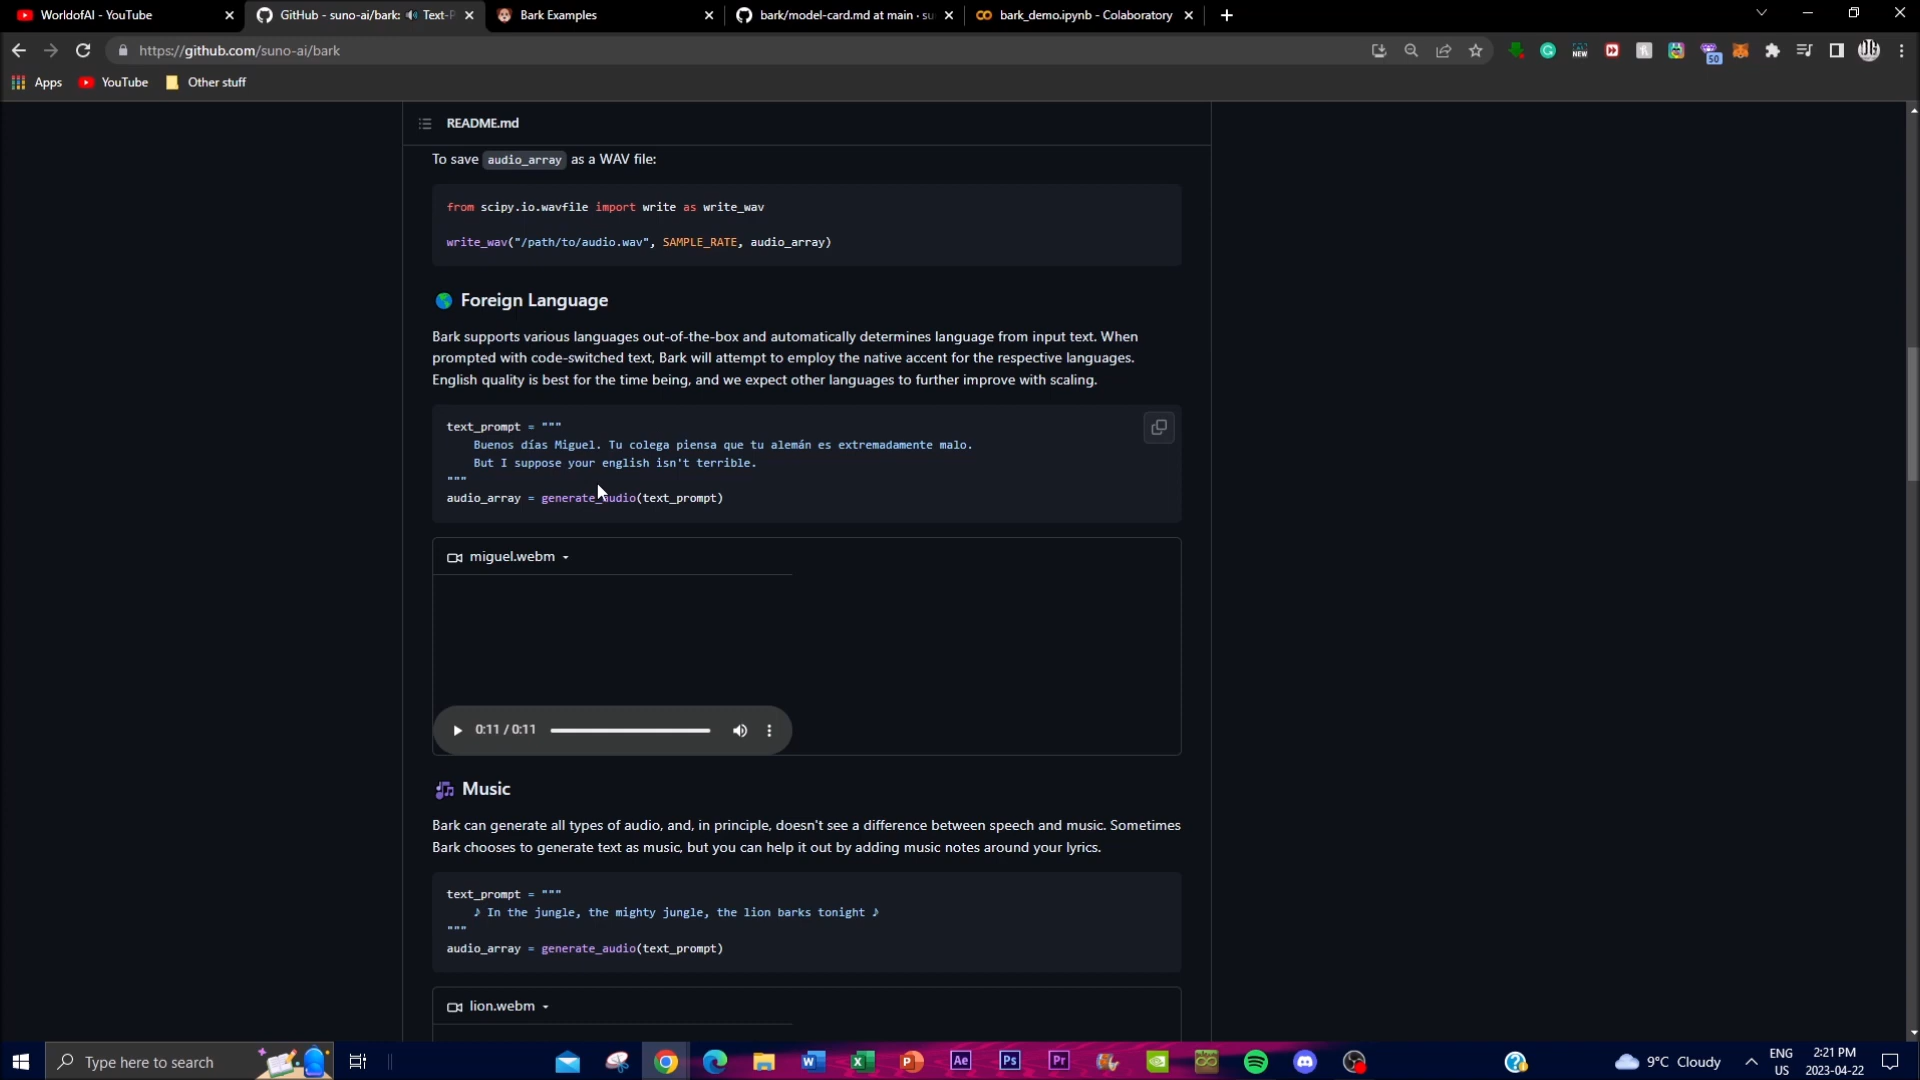 WorldofAI - YouTube
GitHub - suno-ai/bark: 🔊 Text-P
Bark Examples
bark/model-card.md at main · su
bark_demo.ipynb - Colaboratory
https://github.com/suno-ai/bark
NEW
50
Apps
YouTube
Other stuff
README.md
To save audio_array as a WAV file:
from scipy.io.wavfile import write as write_wav
write_wav("/path/to/audio.wav", SAMPLE_RATE, audio_array)
🌎 Foreign Language
Bark supports various languages out-of-the-box and automatically determines language from input text. When
prompted with code-switched text, Bark will attempt to employ the native accent for the respective languages.
English quality is best for the time being, and we expect other languages to further improve with scaling.
text_prompt = """
Buenos días Miguel. Tu colega piensa que tu alemán es extremadamente malo.
But I suppose your english isn't terrible.
"""
audio_array = generate_audio(text_prompt)
miguel.webm
0:11 / 0:11
🎶 Music
Bark can generate all types of audio, and, in principle, doesn't see a difference between speech and music. Sometimes
Bark chooses to generate text as music, but you can help it out by adding music notes around your lyrics.
text_prompt = """
♪ In the jungle, the mighty jungle, the lion barks tonight ♪
"""
audio_array = generate_audio(text_prompt)
lion.webm
Type here to search
Ae
Ps
Pr
9°C Cloudy
ENG
US
2:21 PM
2023-04-22